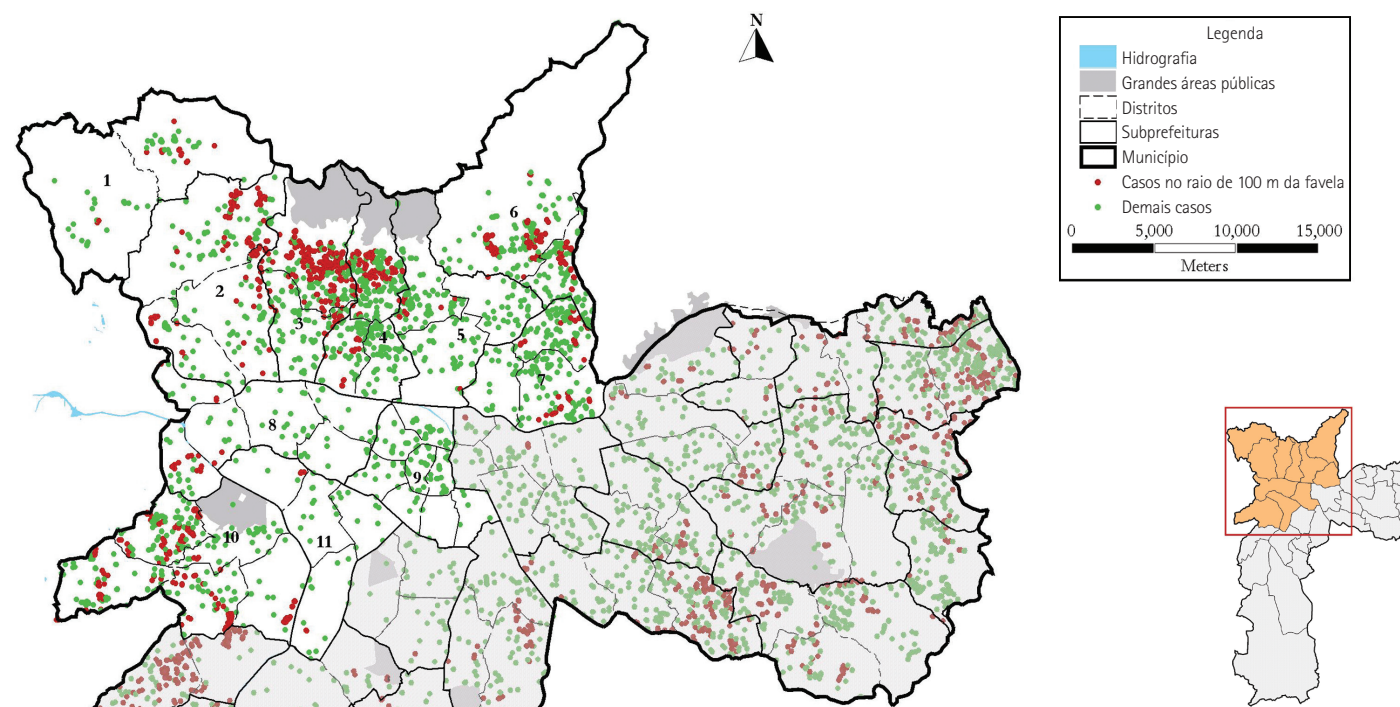 N
Legenda
Hidrografia
Grandes áreas públicas
Distritos
Subprefeituras
Município
Casos no raio de 100 m da favela
Demais casos
0 5,000 10,000 15,000
Meters
1
6
2
3
4
5
7
8
9
10
11